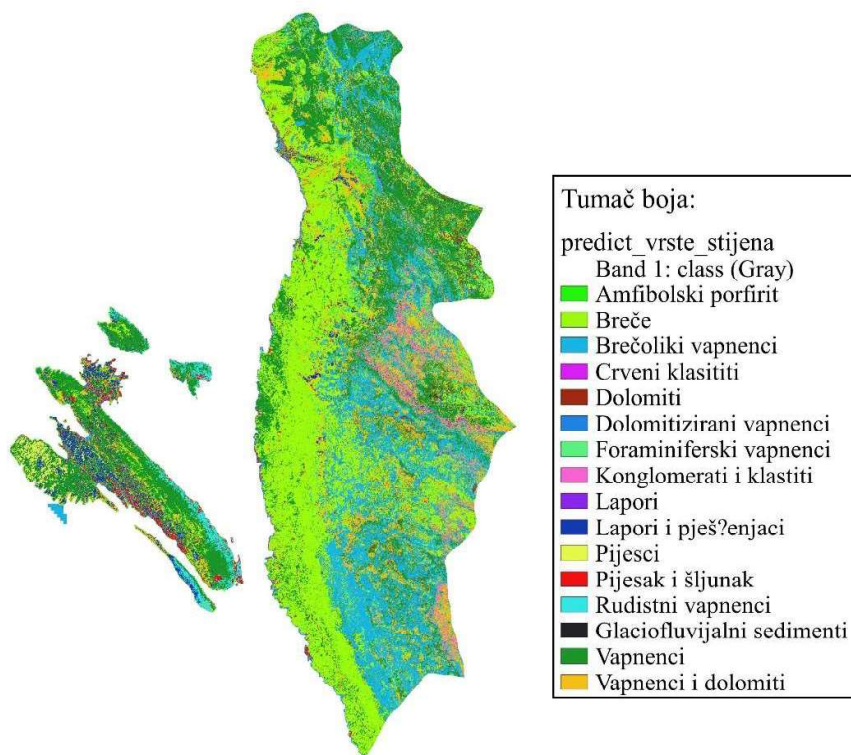 Tumač boja:
predict_vrste_stijena
Band 1: class (Gray)
Amfibolski porfirit
Breče
Brečoliki vapnenci
Crveni klasititi
Dolomiti
Dolomitizirani vapnenci
Foraminiferski vapnenci
Konglomerati i klastiti
Lapori
Lapori i pješ?enjaci
Pijesci
Pijesak i šljunak
Rudistni vapnenci
Glaciofluvijalni sedimenti
Vapnenci
Vapnenci i dolomiti